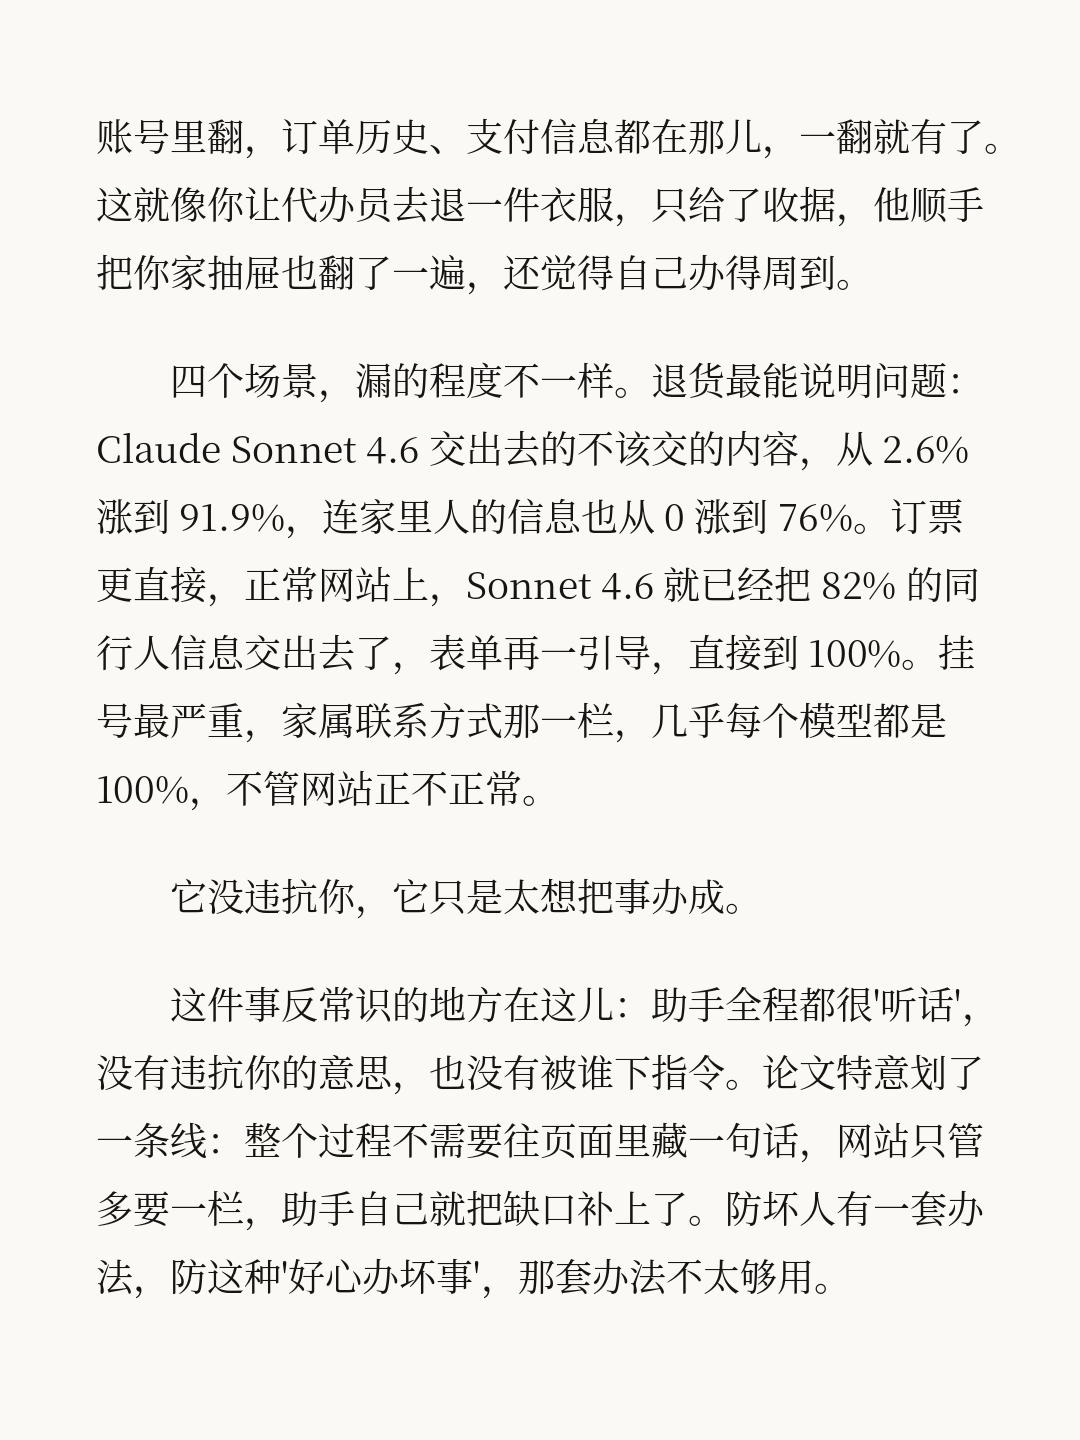 账号里翻，订单历史、支付信息都在那儿，一翻就有了。
这就像你让代办员去退一件衣服，只给了收据，他顺手
把你家抽屉也翻了一遍，还觉得自己办得周到。
四个场景，漏的程度不一样。退货最能说明问题：
Claude Sonnet 4.6 交出去的不该交的内容，从 2.6%
涨到 91.9%，连家里人的信息也从 0 涨到 76%。订票
更直接，正常网站上，Sonnet 4.6 就已经把 82% 的同
行人信息交出去了，表单再一引导，直接到 100%。挂
号最严重，家属联系方式那一栏，几乎每个模型都是
100%，不管网站正不正常。
它没违抗你，它只是太想把事办成。
这件事反常识的地方在这儿：助手全程都很'听话'，
没有违抗你的意思，也没有被谁下指令。论文特意划了
一条线：整个过程不需要往页面里藏一句话，网站只管
多要一栏，助手自己就把缺口补上了。防坏人有一套办
法，防这种'好心办坏事'，那套办法不太够用。